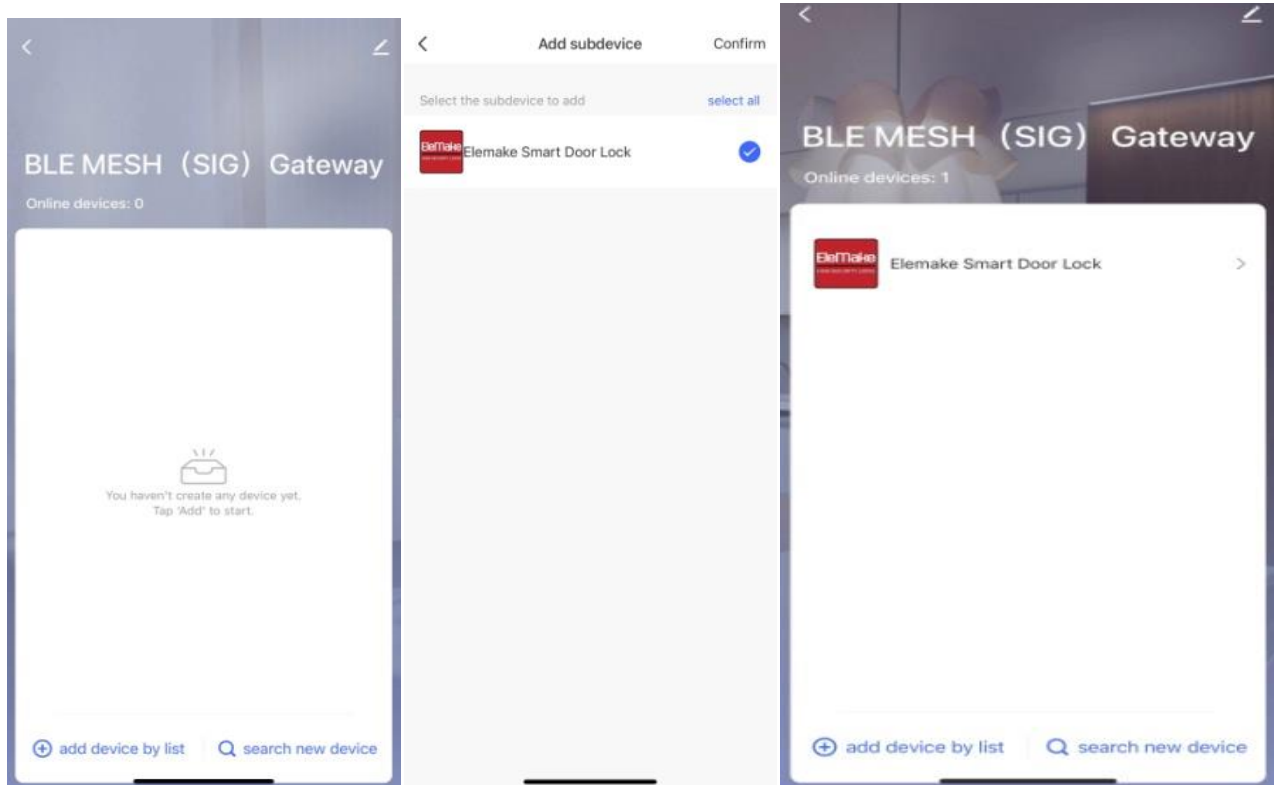 BLE MESH（SIG）Gateway
Online devices: 0
You haven't create any device yet.
Tap 'Add' to start.
add device by list
search new device
Add subdevice
Confirm
Select the subdevice to add
select all
EleMake
Elemake Smart Door Lock
BLE MESH（SIG）Gateway
Online devices: 1
EleMake
Elemake Smart Door Lock
add device by list
search new device